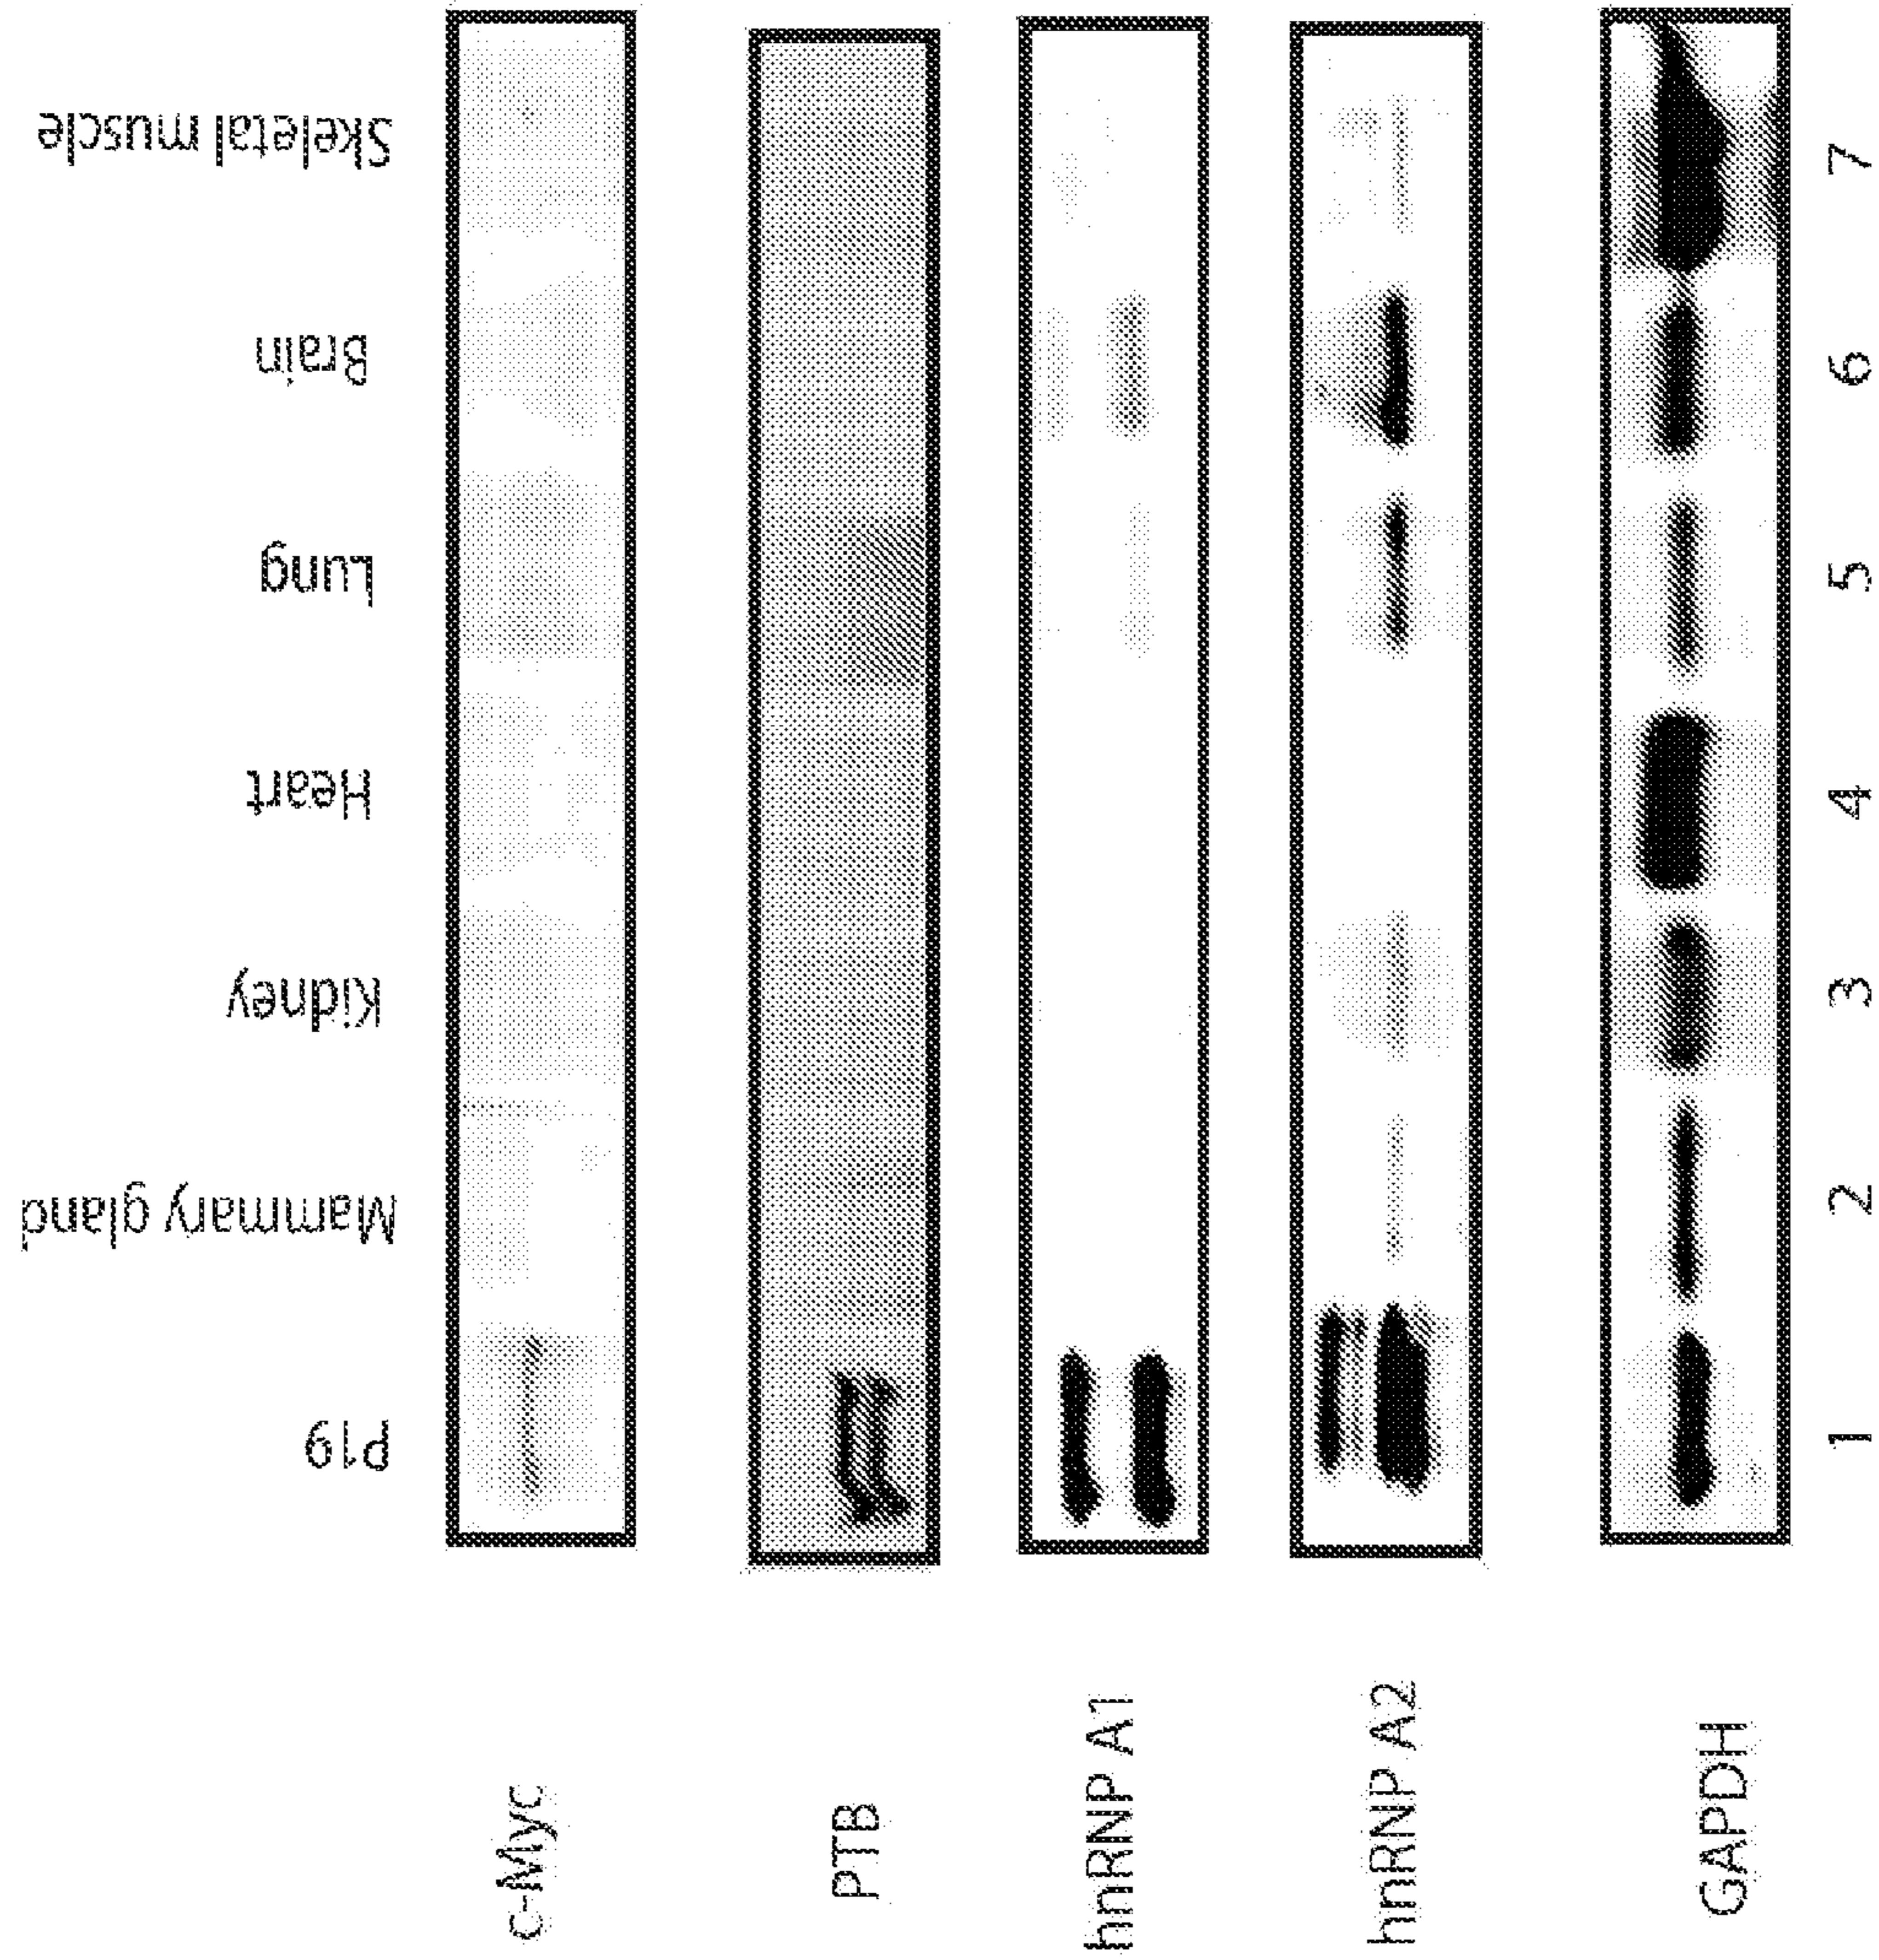 P19
Mammary gland
Kidney
Heart
Lung
Brain
Skeletal muscle
c-Myc
PTB
hnRNP A1
hnRNP A2
GAPDH
1 2 3 4 5 6 7